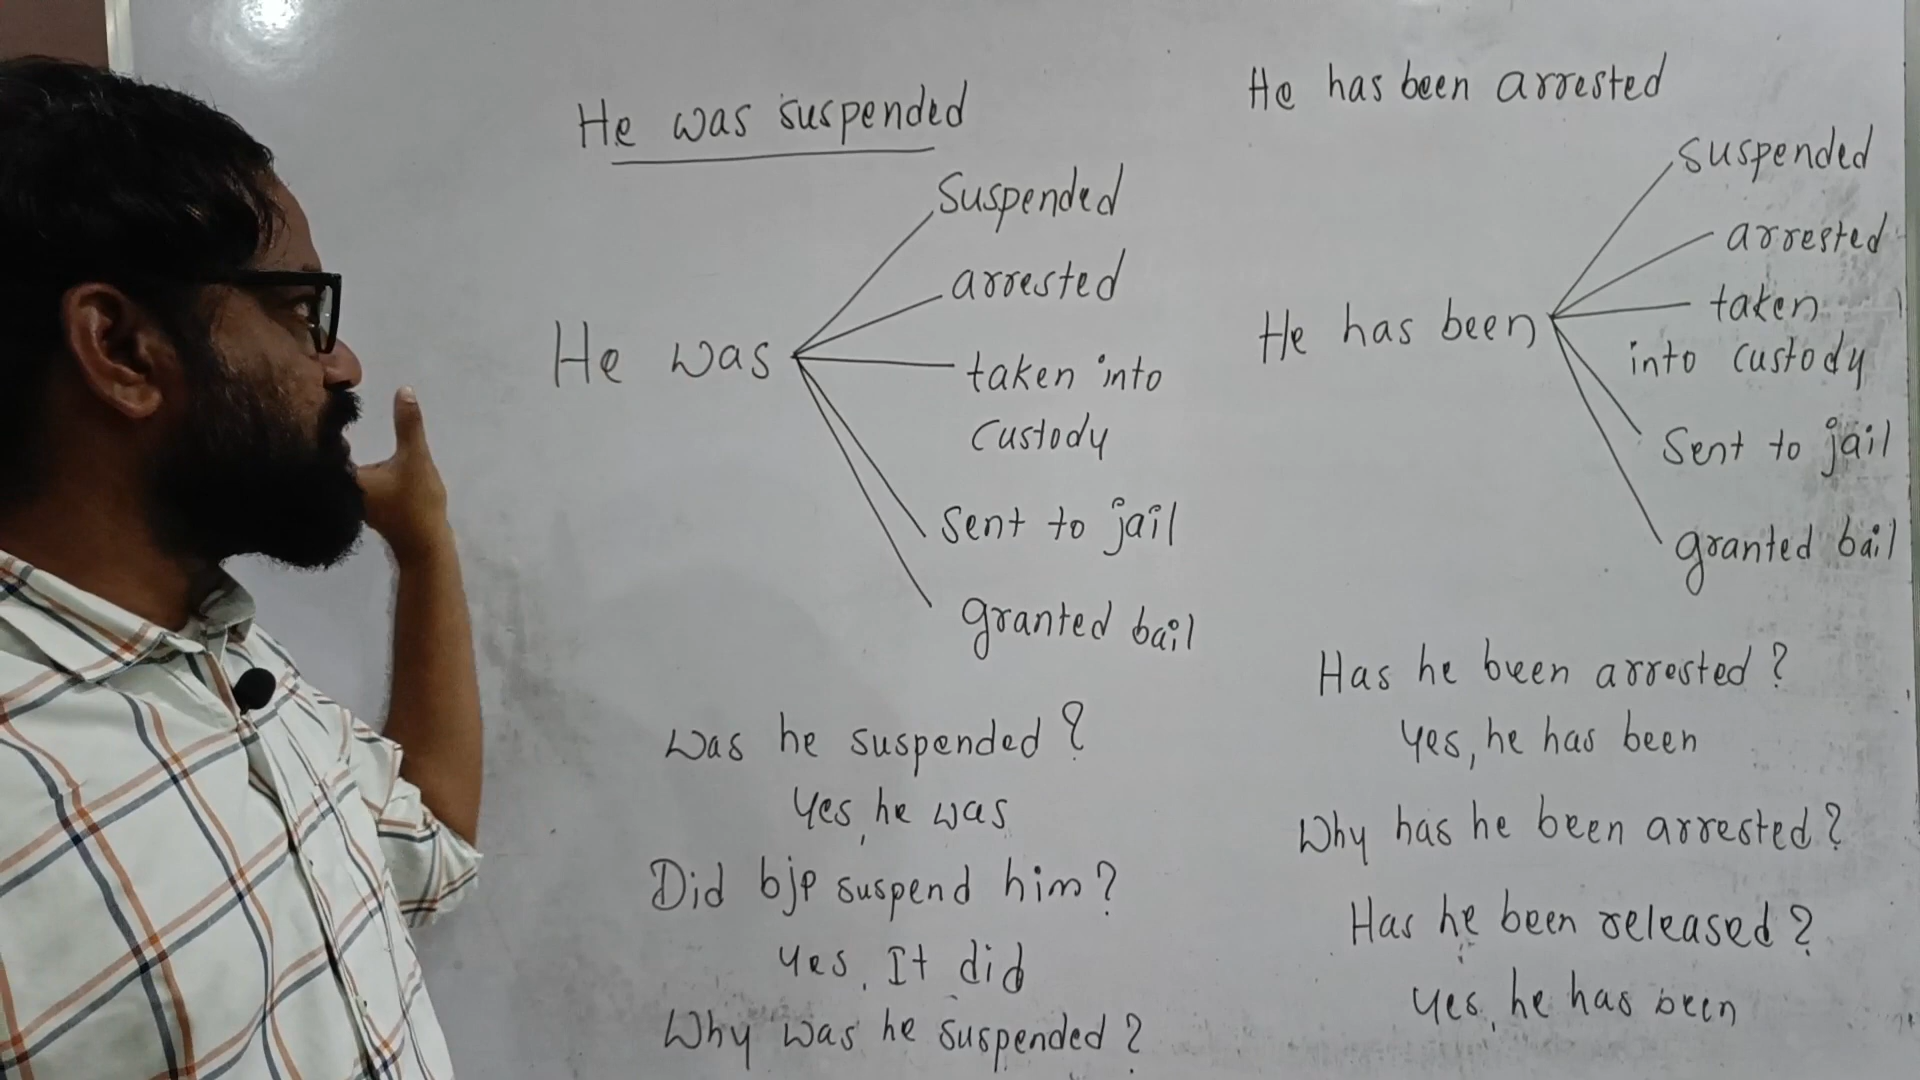 He was suspended
He was
suspended
arrested
taken into
custody
sent to jail
granted bail
Was he suspended?
Yes, he was
Did bjp suspend him?
Yes, It did
Why was he suspended?
He has been arrested
He has been
suspended
arrested
taken
into custody
Sent to jail
granted bail
Has he been arrested?
Yes, he has been
Why has he been arrested?
Has he been released?
Yes, he has been